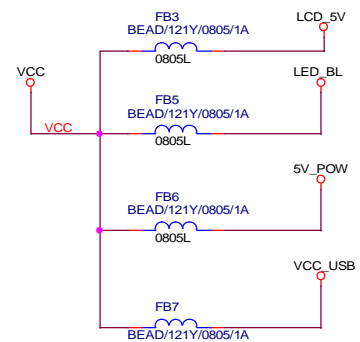 FB3
LCD_5V
BEAD/121Y/0805/1A
0805L
VCC
FB5
LED_BL
BEAD/121Y/0805/1A
VCC
0805L
5V_POW
FB6
BEAD/121Y/0805/1A
0805L
VCC_USB
FB7
BEAD/121Y/0805/1A